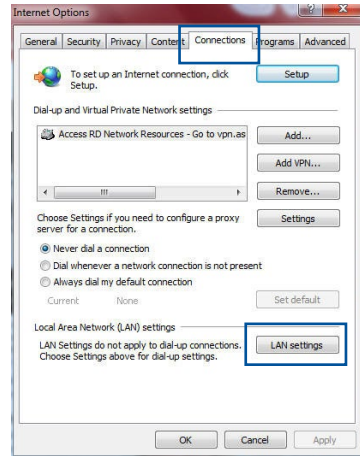 Internet Options
General Security Privacy Content Connections Programs Advanced
To set up an Internet connection, click
Setup.
Setup
Dial-up and Virtual Private Network settings
Access RD Network Resources - Go to vpn.as
Add...
Add VPN...
Remove...
Choose Settings if you need to configure a proxy
server for a connection.
Settings
Never dial a connection
Dial whenever a network connection is not present
Always dial my default connection
Current None
Set default
Local Area Network (LAN) settings
LAN Settings do not apply to dial-up connections.
Choose Settings above for dial-up settings.
LAN settings
OK Cancel Apply